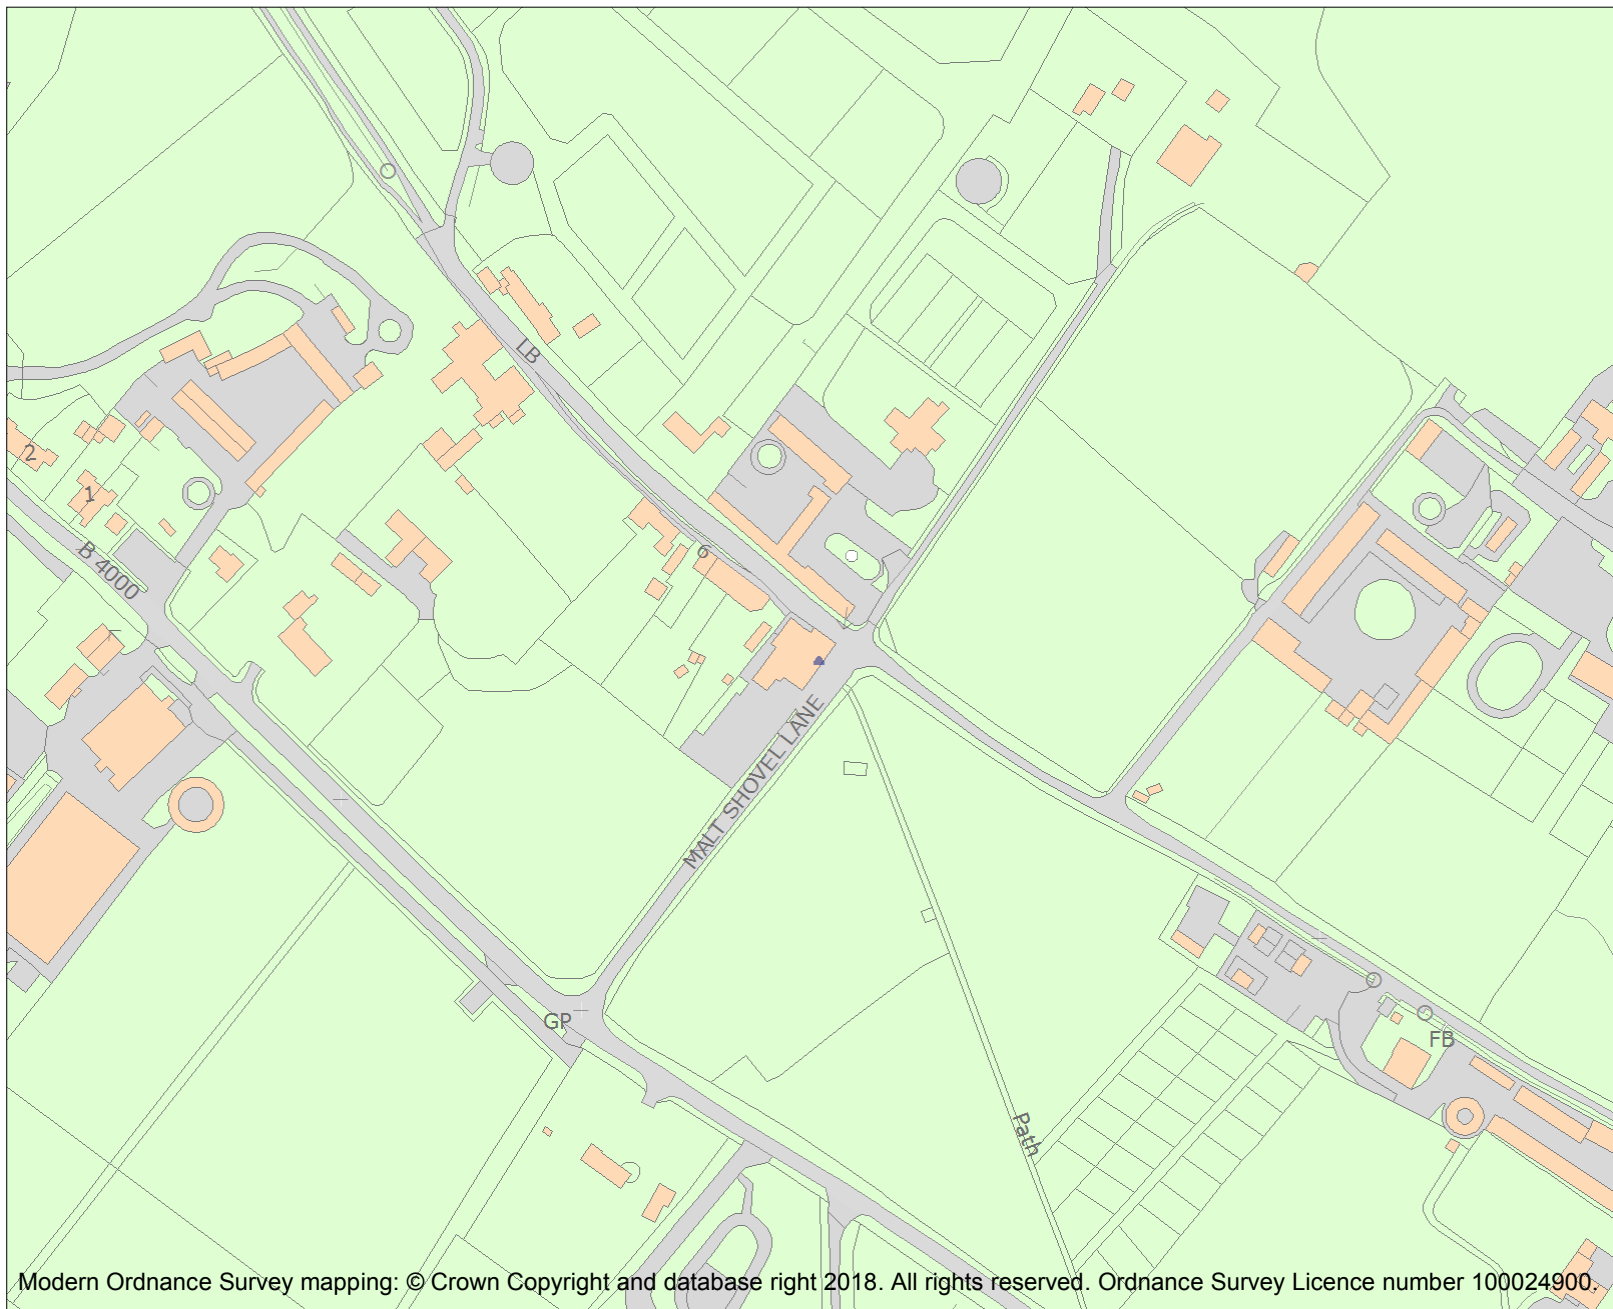 LB
2
1
6
B 4000
MALT SHOVEL LANE
GP
FB
Path
Modern Ordnance Survey mapping: © Crown Copyright and database right 2018. All rights reserved. Ordnance Survey Licence number 100024900.